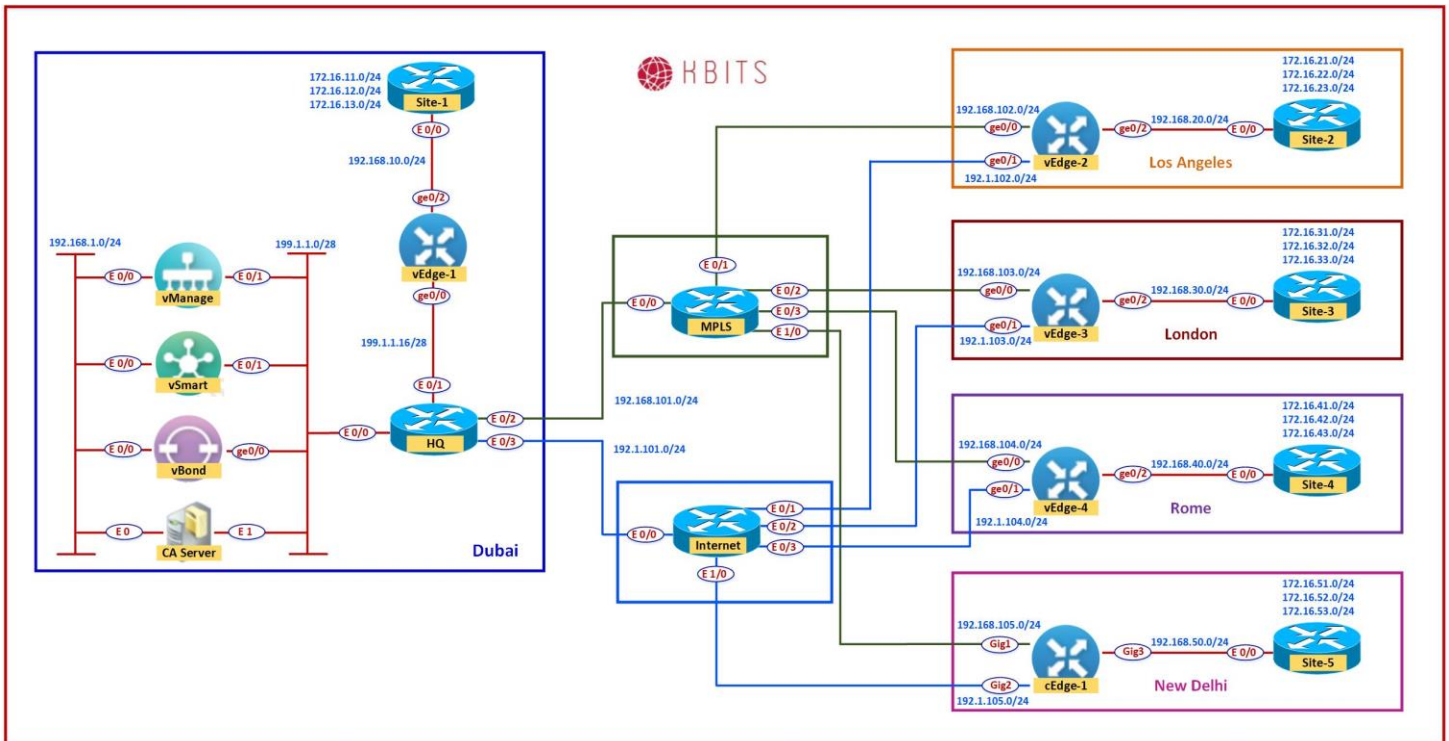 KBITS
172.16.11.0/24
172.16.12.0/24
172.16.13.0/24
Site-1
E 0/0
192.168.10.0/24
ge0/2
vEdge-1
ge0/0
199.1.1.16/28
E 0/1
HQ
E 0/0
E 0/2
E 0/3
192.168.1.0/24
199.1.1.0/28
E 0/0
vManage
E 0/1
E 0/0
vSmart
E 0/1
E 0/0
vBond
ge0/0
E 0
CA Server
E 1
Dubai
192.168.101.0/24
192.1.101.0/24
E 0/1
E 0/0
MPLS
E 0/2
E 0/3
E 1/0
E 0/0
Internet
E 0/1
E 0/2
E 0/3
E 1/0
172.16.21.0/24
172.16.22.0/24
172.16.23.0/24
192.168.102.0/24
ge0/0
ge0/1
192.1.102.0/24
vEdge-2
ge0/2
192.168.20.0/24
E 0/0
Site-2
Los Angeles
172.16.31.0/24
172.16.32.0/24
172.16.33.0/24
192.168.103.0/24
ge0/0
ge0/1
192.1.103.0/24
vEdge-3
ge0/2
192.168.30.0/24
E 0/0
Site-3
London
172.16.41.0/24
172.16.42.0/24
172.16.43.0/24
192.168.104.0/24
ge0/0
ge0/1
192.1.104.0/24
vEdge-4
ge0/2
192.168.40.0/24
E 0/0
Site-4
Rome
172.16.51.0/24
172.16.52.0/24
172.16.53.0/24
192.168.105.0/24
Gig1
Gig2
192.1.105.0/24
cEdge-1
Gig3
192.168.50.0/24
E 0/0
Site-5
New Delhi